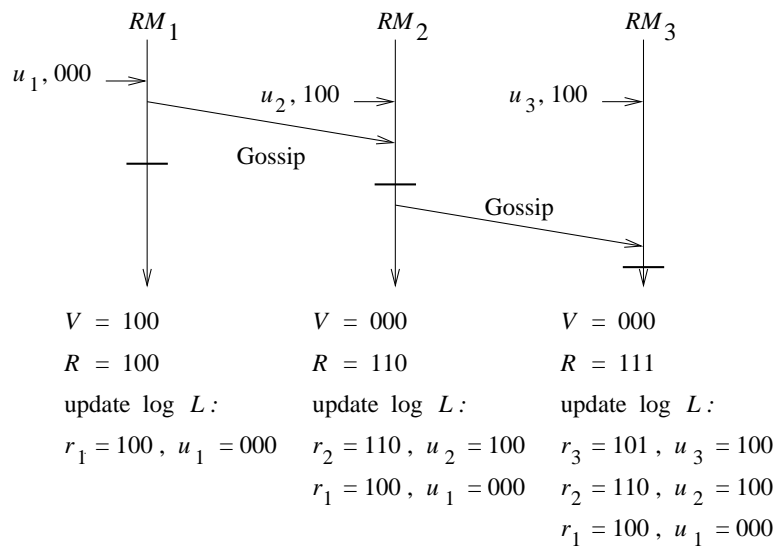 RM1 RM2 RM3
u1, 000
u2, 100
u3, 100
Gossip
Gossip
V = 100
R = 100
update log L:
r1 = 100, u1 = 000
V = 000
R = 110
update log L:
r2 = 110, u2 = 100
r1 = 100, u1 = 000
V = 000
R = 111
update log L:
r3 = 101, u3 = 100
r2 = 110, u2 = 100
r1 = 100, u1 = 000